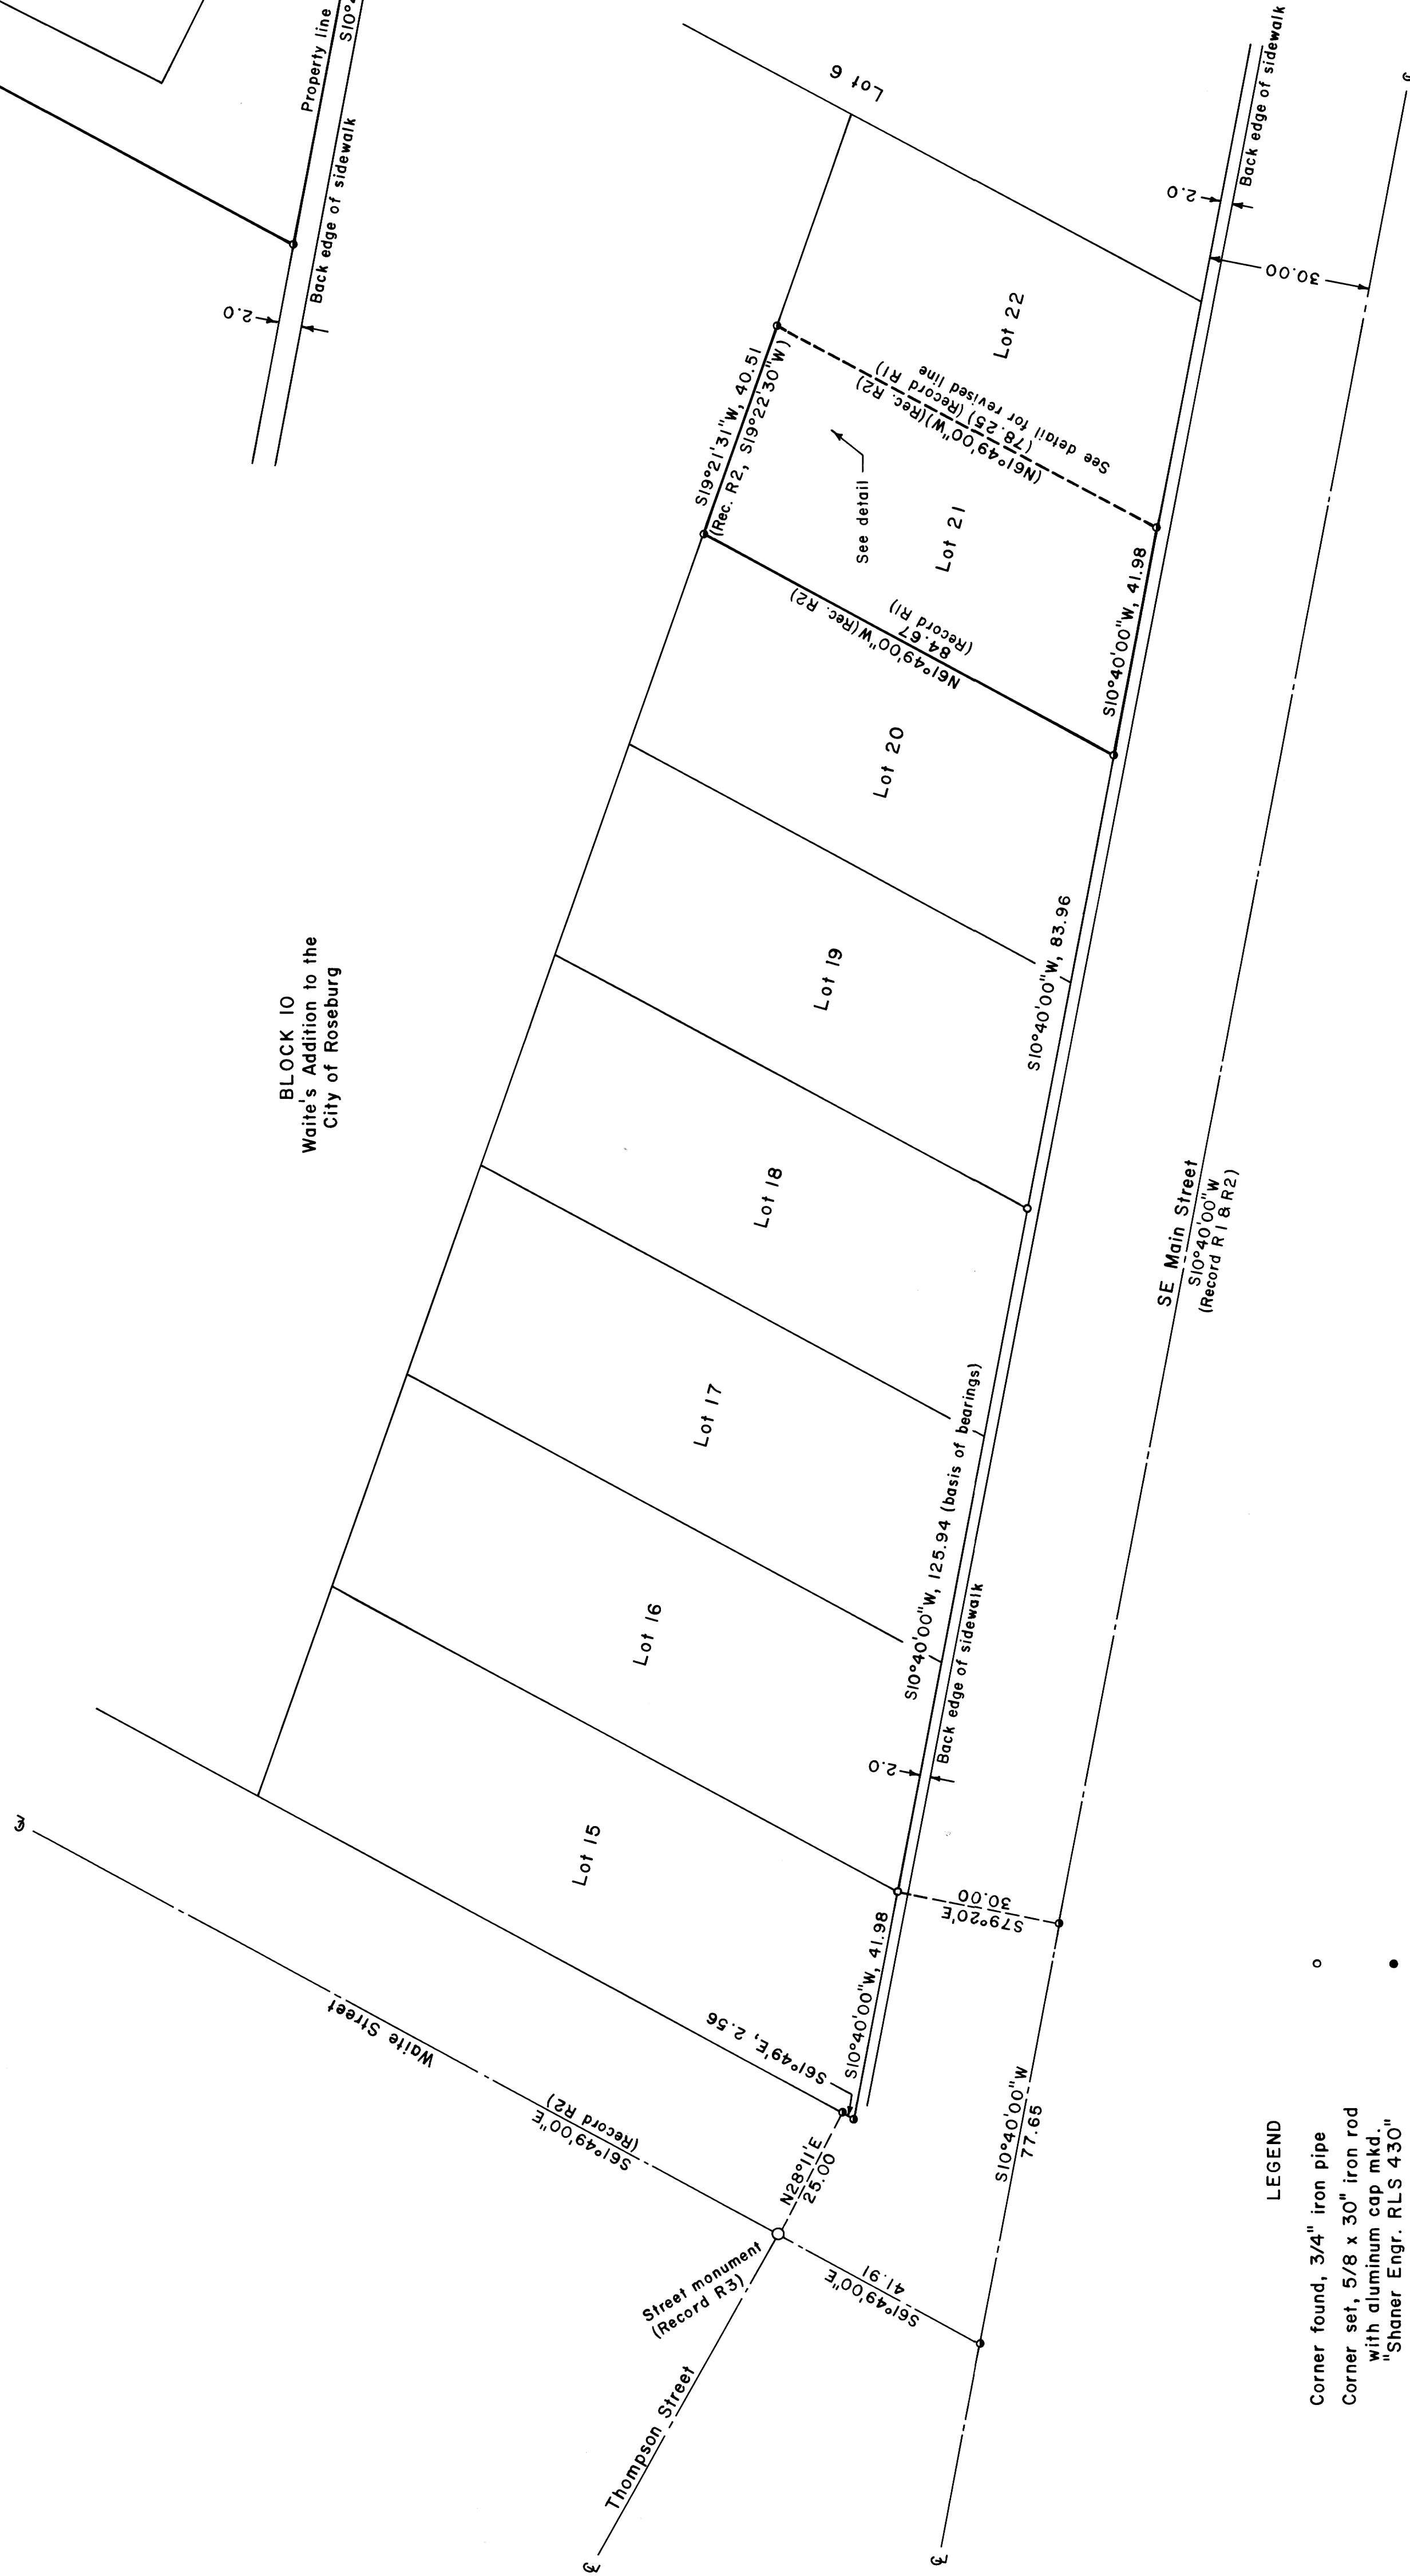 Property line
S10°4
Back edge of sidewalk
2.0
Lot 6
2.0
Back edge of sidewalk
30.00
Lot 22
S19°21'31"W, 40.51
(Rec. R2, S19°22'30"W)
See detail
(N61°49'00"W)(Rec. R2)
(78.25) (Record R1)
See detail for revised line
Lot 21
S10°40'00"W, 41.98
N61°49'00"W(Rec. R2)
84.67
(Record R1)
Lot 20
S10°40'00"W, 83.96
BLOCK 10
Waite's Addition to the
City of Roseburg
Lot 19
Lot 18
SE Main Street
S10°40'00"W
(Record R1 & R2)
Lot 17
S10°40'00"W, 125.94 (basis of bearings)
Back edge of sidewalk
2.0
Lot 16
Lot 15
S79°20'E
30.00
S10°40'00"W, 41.98
S61°49'E, 2.56
Waite Street
S61°49'00"E
(Record R2)
N28°11'E
25.00
S10°40'00"W
77.65
Street monument
(Record R3)
S61°49'00"E
41.91
Thompson Street
LEGEND
Corner found, 3/4" iron pipe
Corner set, 5/8 x 30" iron rod
with aluminum cap mkd.
"Shaner Engr. RLS 430"